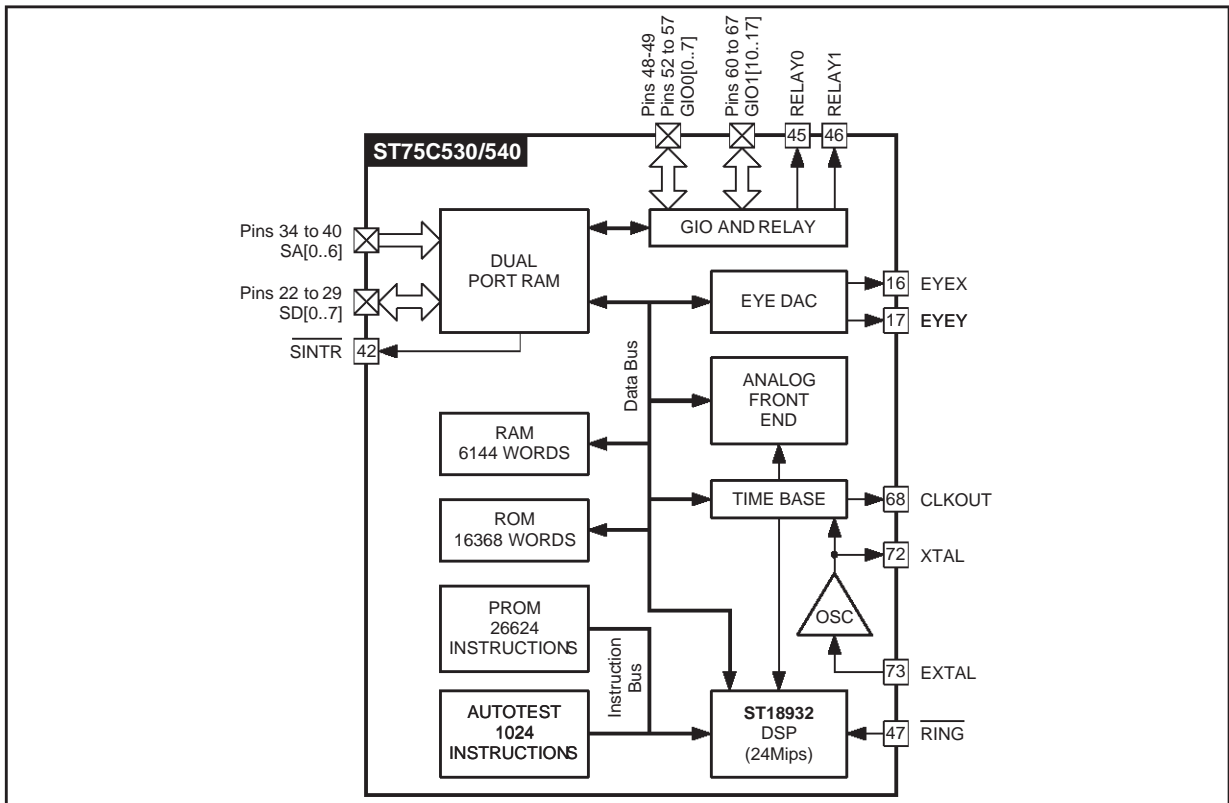 Pins 48-49
Pins 52 to 57
GIO0[0..7]
Pins 60 to 67
GIO1[10..17]
RELAY0
RELAY1
45
46
ST75C530/540
Pins 34 to 40
SA[0..6]
Pins 22 to 29
SD[0..7]
SINTR
42
DUAL
PORT RAM
GIO AND RELAY
EYE DAC
16
EYEX
17
EYEY
Data Bus
ANALOG
FRONT
END
RAM
6144 WORDS
TIME BASE
68
CLKOUT
ROM
16368 WORDS
72
XTAL
OSC
PROM
26624
INSTRUCTIONS
Instruction
Bus
73
EXTAL
AUTOTEST
1024
INSTRUCTIONS
ST18932
DSP
(24Mips)
47
RING